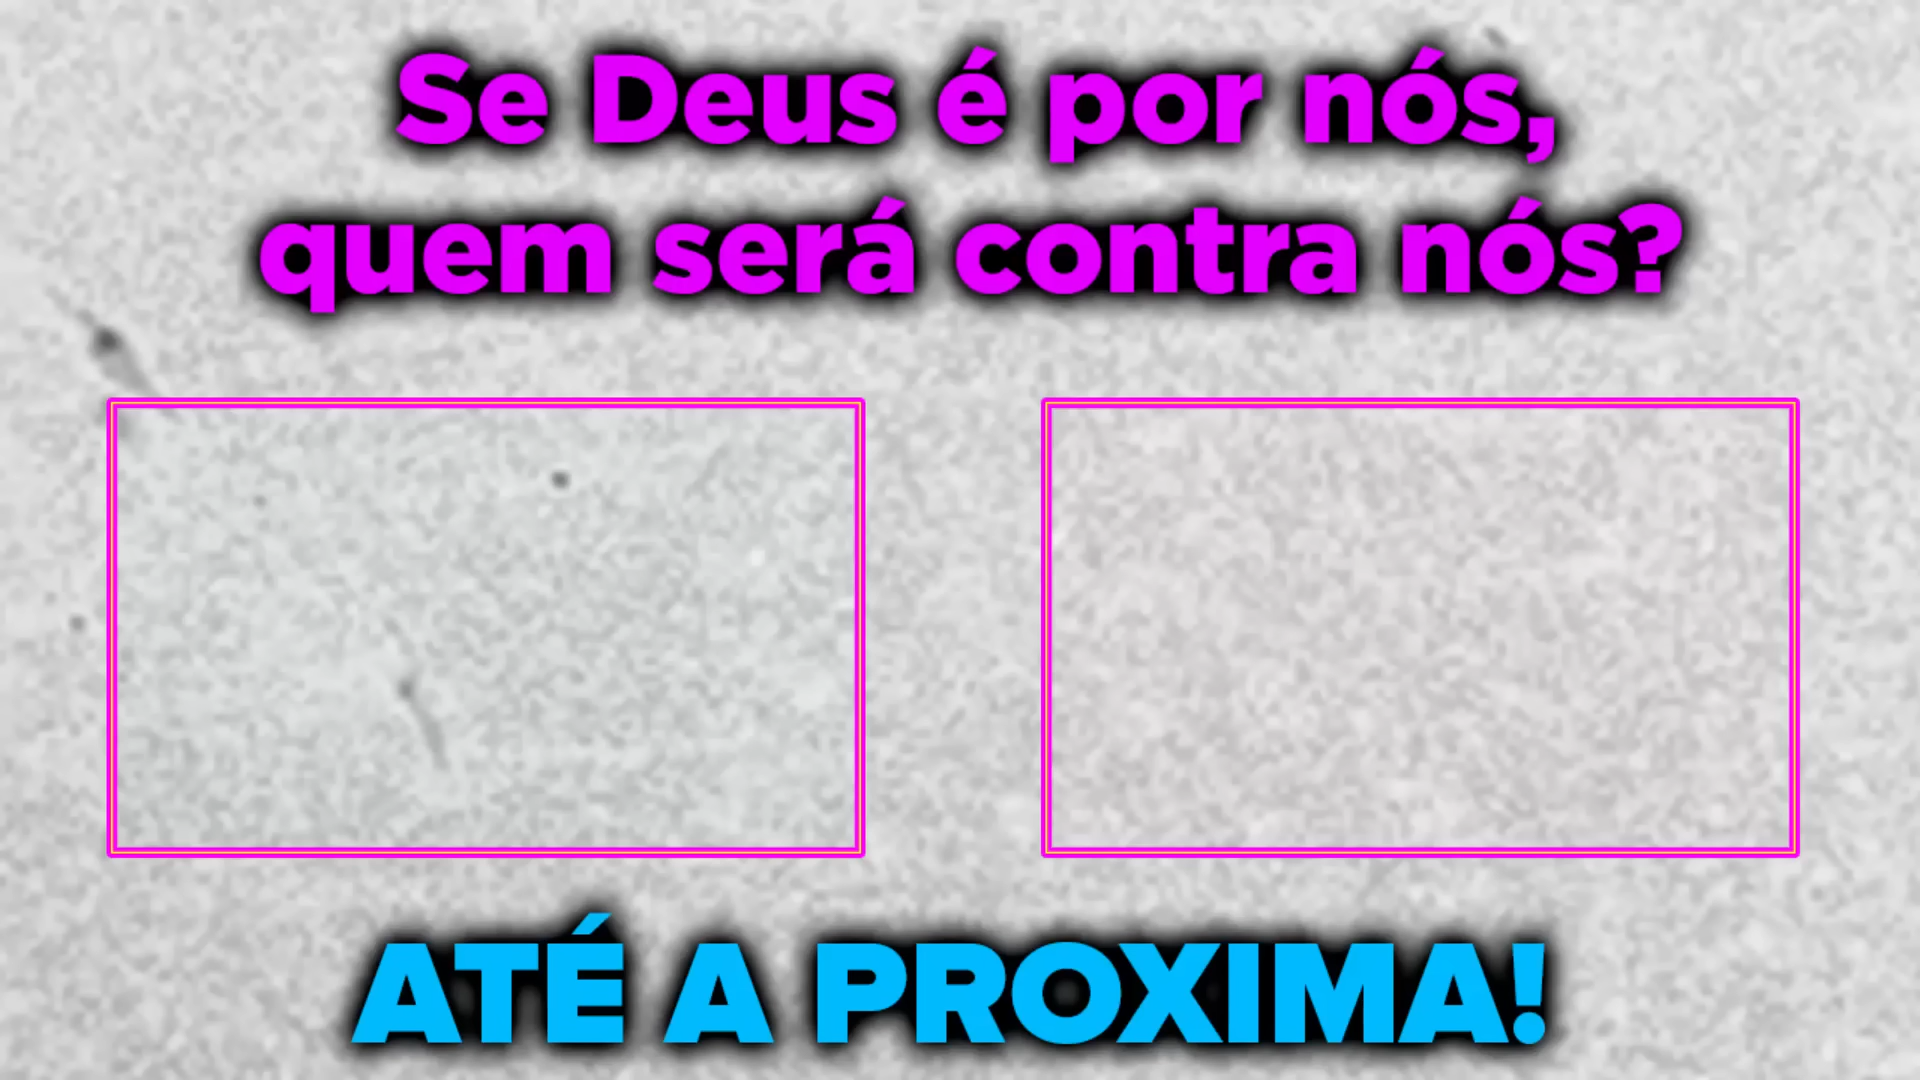 Se Deus é por nós,
quem será contra nós?
ATÉ A PROXIMA!